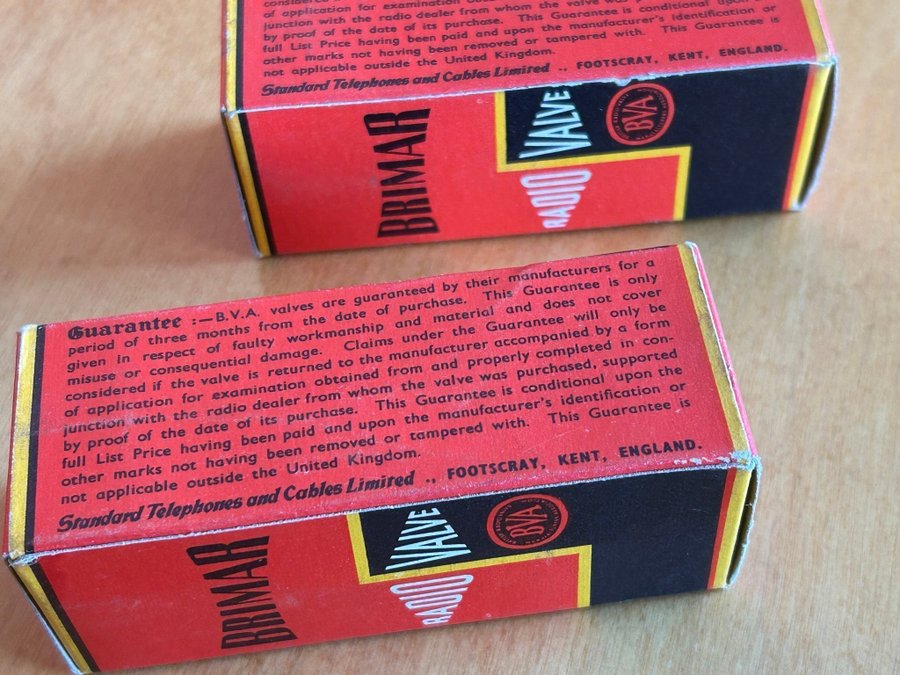 of application for examination
junction with the radio dealer from whom the valve was
by proof of the date of its purchase. This Guarantee is conditional upon
full List Price having been paid and upon the manufacturer's identification or
other marks not having been removed or tampered with. This Guarantee is
not applicable outside the United Kingdom.
Standard Telephones and Cables Limited ., FOOTSCRAY, KENT, ENGLAND.
BRIMAR
RADIO
VALVE
BVA
Guarantee :—B.V.A. valves are guaranteed by their manufacturers for a
period of three months from the date of purchase. This Guarantee is only
given in respect of faulty workmanship and material and does not cover
misuse or consequential damage. Claims under the Guarantee will only be
considered if the valve is returned to the manufacturer accompanied by a form
of application for examination obtained from and properly completed in con-
junction with the radio dealer from whom the valve was purchased, supported
by proof of the date of its purchase. This Guarantee is conditional upon the
full List Price having been paid and upon the manufacturer's identification or
other marks not having been removed or tampered with. This Guarantee is
not applicable outside the United Kingdom.
Standard Telephones and Cables Limited ., FOOTSCRAY, KENT, ENGLAND.
BRIMAR
RADIO
VALVE
BVA